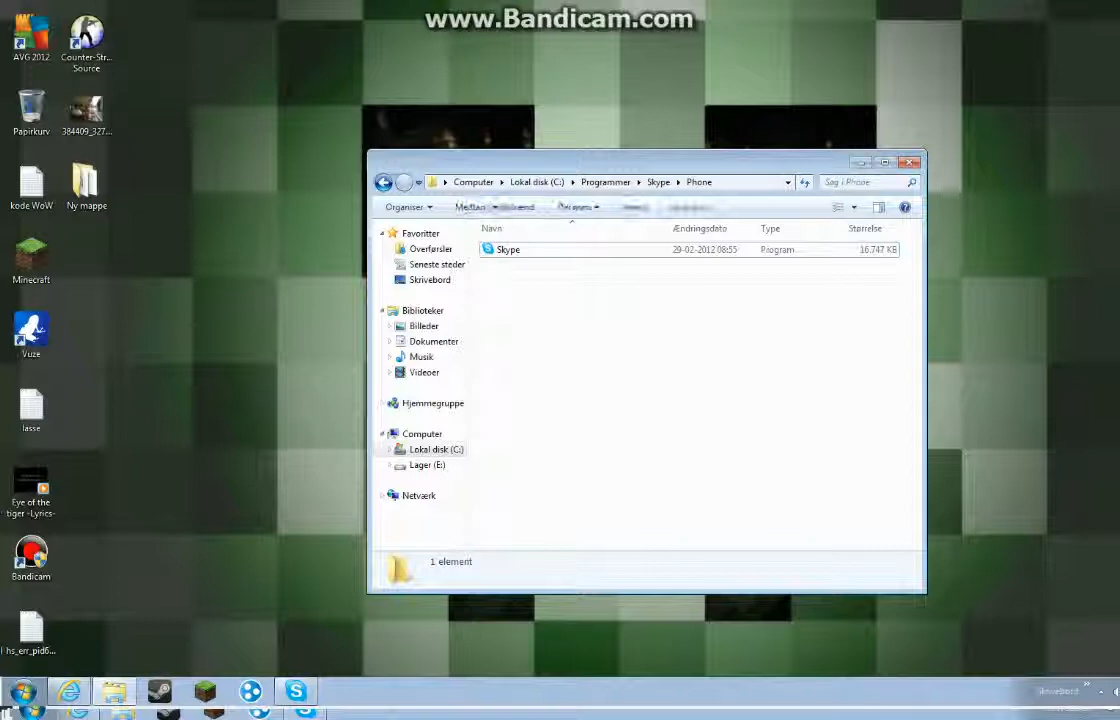 www.Bandicam.com
AVG 2012
Counter-Str...
Source
Papirkurv
384409_327...
kode WoW
Ny mappe
Minecraft
Vuze
lasse
Eye of the
tiger -Lyrics-
Bandicam
hs_err_pid6...
Computer
Lokal disk (C:)
Programmer
Skype
Phone
Søg i Phone
Organiser
Navn
Ændringsdato
Type
Størrelse
Skype
29-02-2012 08:55
Program
16.747 KB
Favoritter
Overførsler
Seneste steder
Skrivebord
Biblioteker
Billeder
Dokumenter
Musik
Videoer
Hjemmegruppe
Computer
Lokal disk (C:)
Lager (E:)
Netværk
1 element
Skrivebord